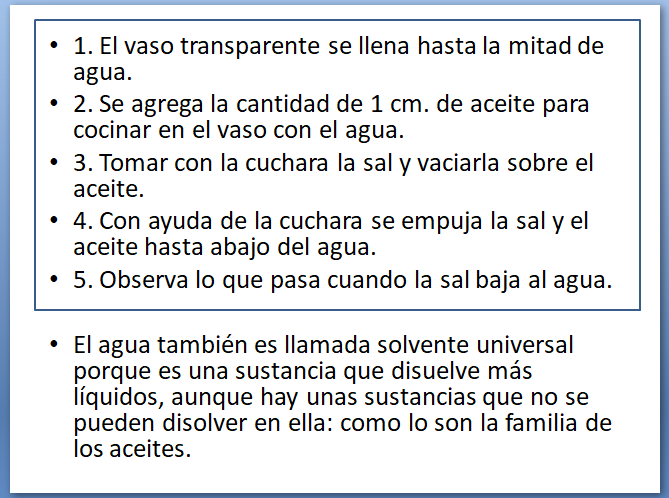 • 1. El vaso transparente se llena hasta la mitad de
agua.
• 2. Se agrega la cantidad de 1 cm. de aceite para
cocinar en el vaso con el agua.
• 3. Tomar con la cuchara la sal y vaciarla sobre el
aceite.
• 4. Con ayuda de la cuchara se empuja la sal y el
aceite hasta abajo del agua.
• 5. Observa lo que pasa cuando la sal baja al agua.
• El agua también es llamada solvente universal
porque es una sustancia que disuelve más
líquidos, aunque hay unas sustancias que no se
pueden disolver en ella: como lo son la familia de
los aceites.